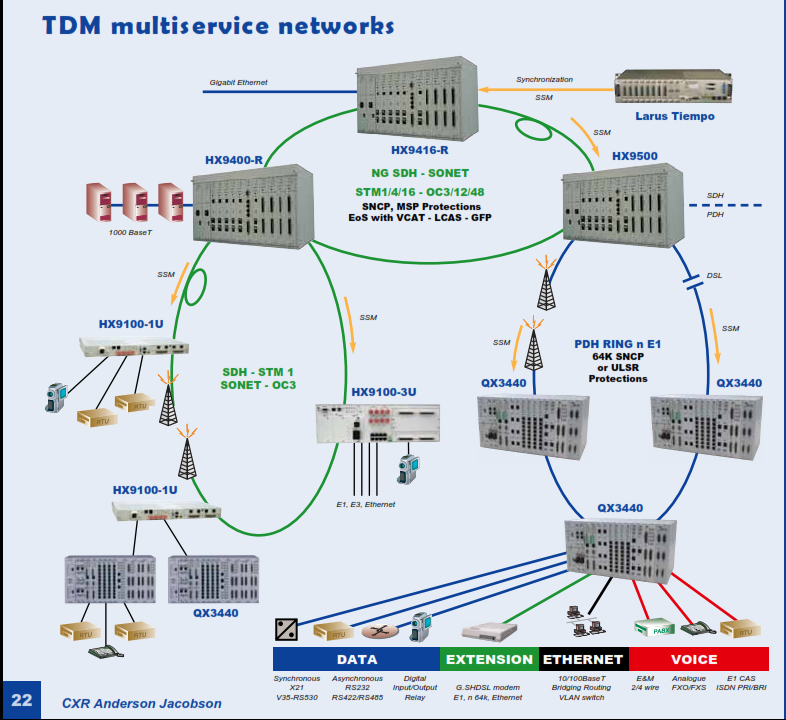 TDM multiservice networks
Gigabit Ethernet
Synchronization
SSM
Larus Tiempo
HX9416-R
SSM
HX9400-R
HX9500
NG SDH - SONET
STM1/4/16 - OC3/12/48
SNCP, MSP Protections
EoS with VCAT - LCAS - GFP
SDH
PDH
1000 BaseT
SSM
DSL
HX9100-1U
SSM
SSM
SSM
PDH RING n E1
64K SNCP
or ULSR
Protections
SDH - STM 1
SONET - OC3
HX9100-3U
QX3440
QX3440
RTU
RTU
HX9100-1U
E1, E3, Ethernet
QX3440
QX3440
RTU
RTU
RTU
PABX
RTU
DATA
EXTENSION
ETHERNET
VOICE
Synchronous
X21
V35-RS530
Asynchronous
RS232
RS422/RS485
Digital
Input/Output
Relay
G.SHDSL modem
E1, n 64k, Ethernet
10/100BaseT
Bridging Routing
VLAN switch
E&M
2/4 wire
Analogue
FXO/FXS
E1 CAS
ISDN PRI/BRI
22
CXR Anderson Jacobson